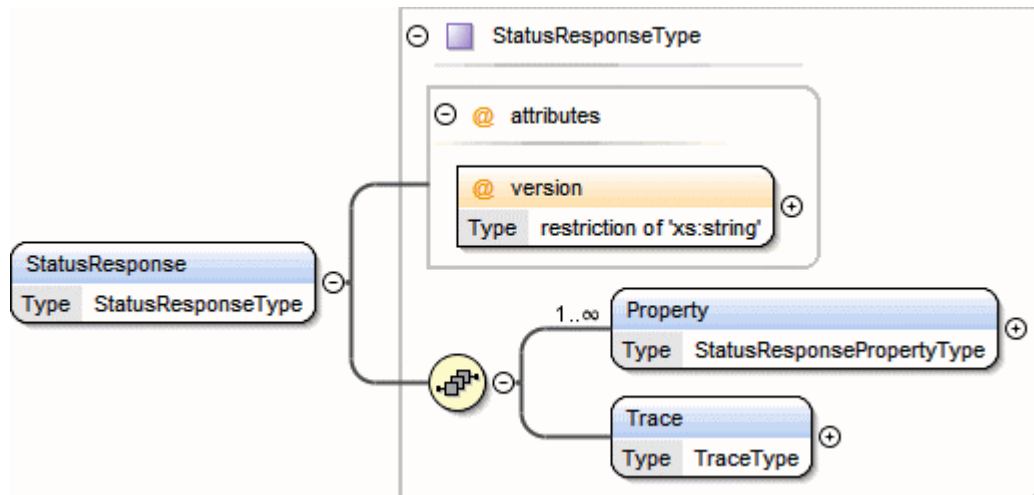 StatusResponseType
@ attributes
@ version
Type restriction of 'xs:string'
StatusResponse
Type StatusResponseType
1..∞
Property
Type StatusResponsePropertyType
Trace
Type TraceType